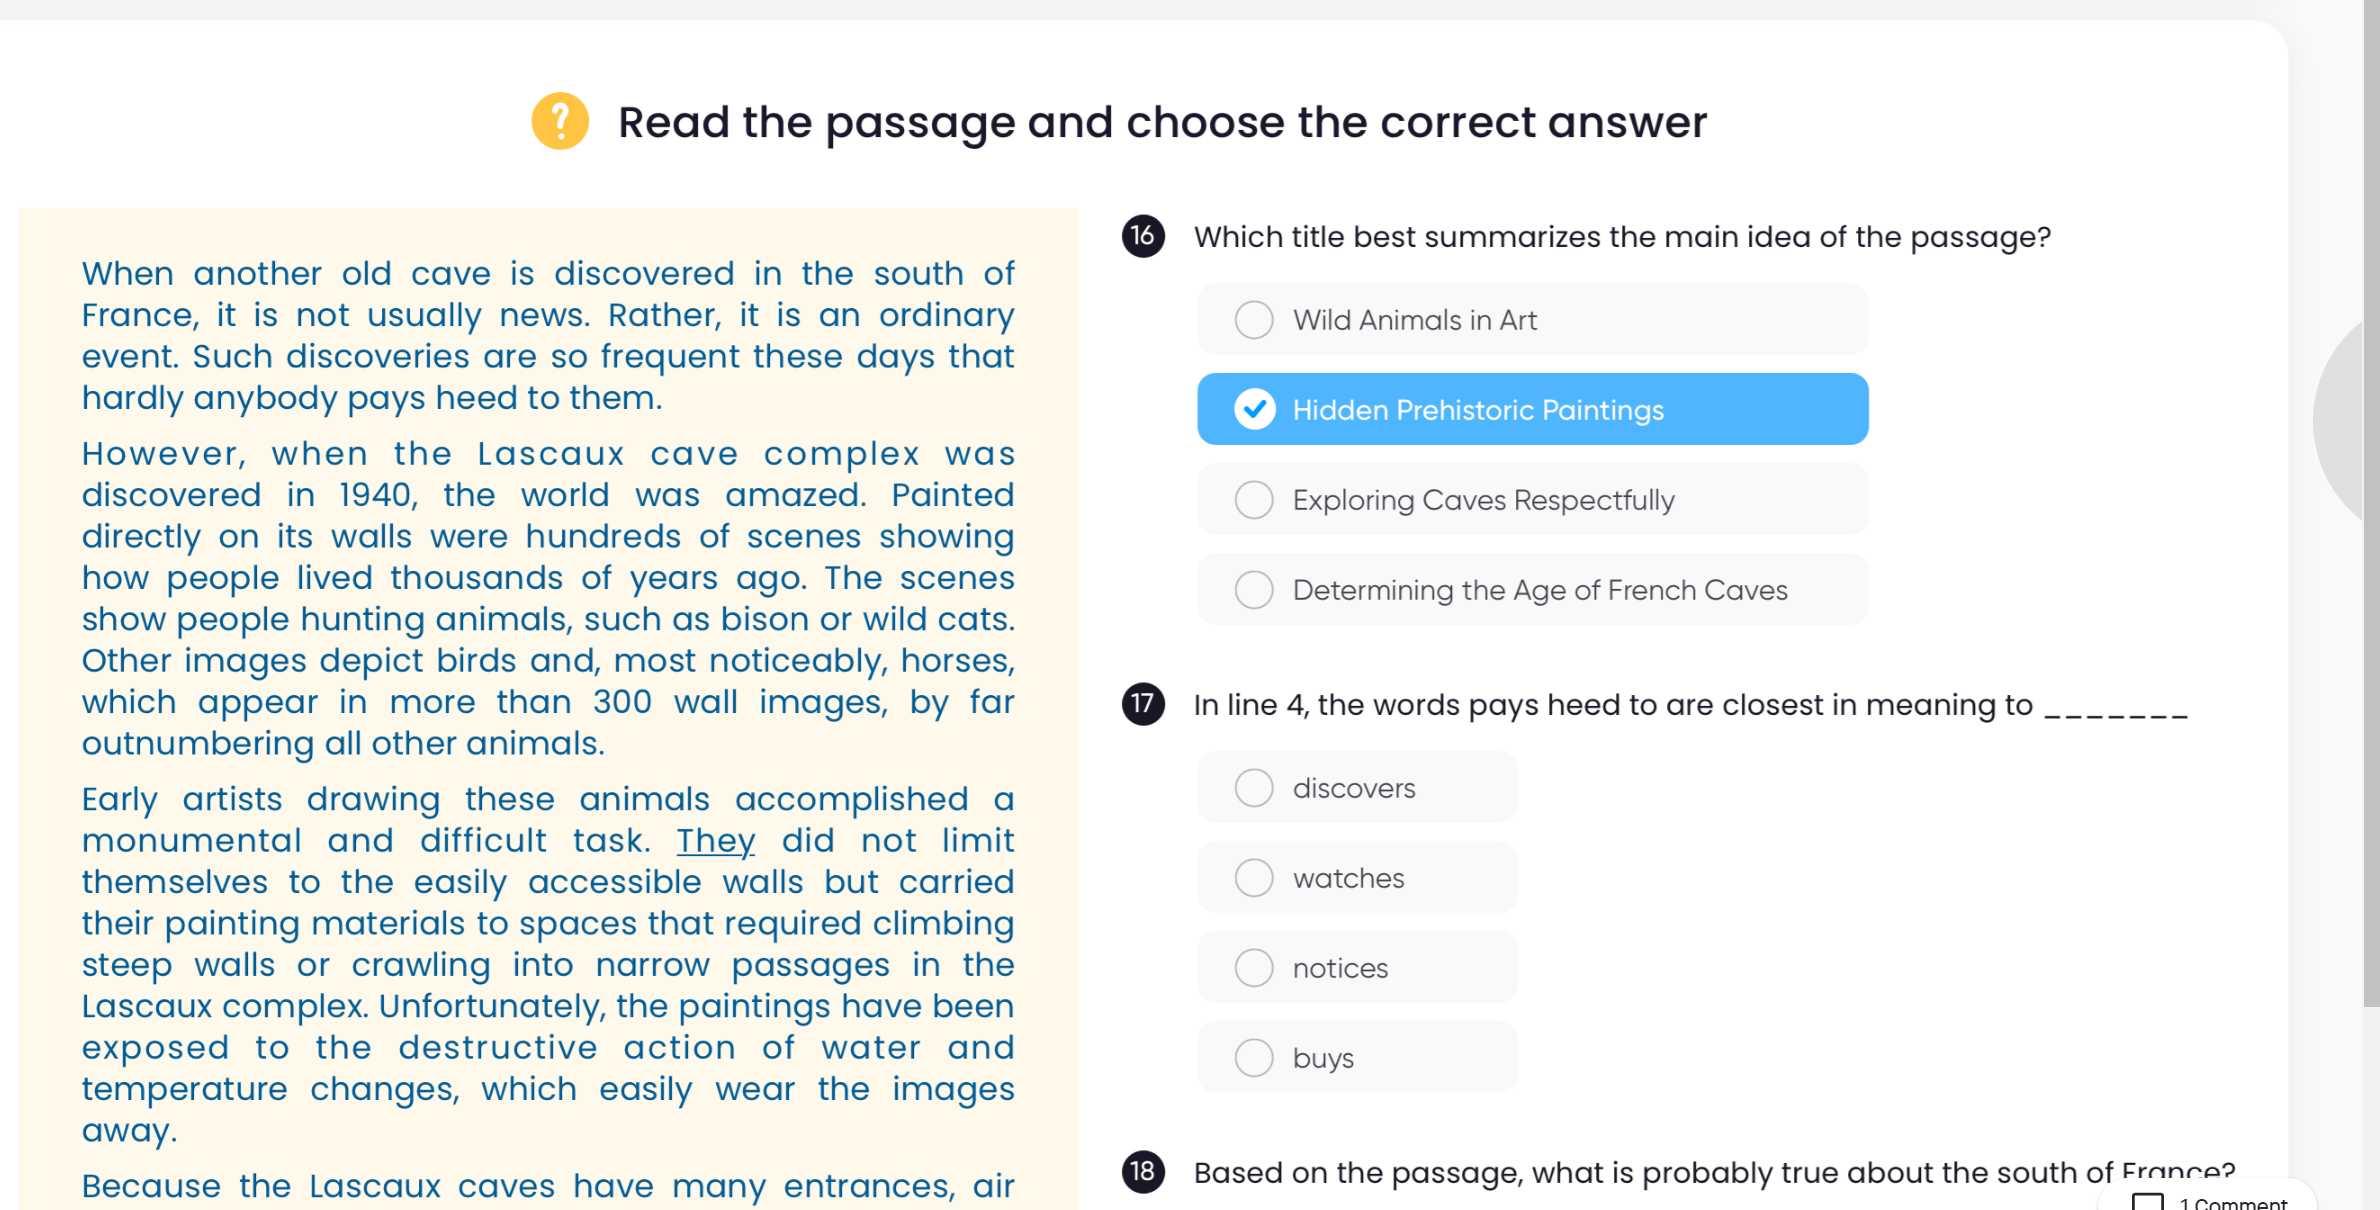 ? Read the passage and choose the correct answer
When another old cave is discovered in the south of
France, it is not usually news. Rather, it is an ordinary
event. Such discoveries are so frequent these days that
hardly anybody pays heed to them.
However, when the Lascaux cave complex was
discovered in 1940, the world was amazed. Painted
directly on its walls were hundreds of scenes showing
how people lived thousands of years ago. The scenes
show people hunting animals, such as bison or wild cats.
Other images depict birds and, most noticeably, horses,
which appear in more than 300 wall images, by far
outnumbering all other animals.
Early artists drawing these animals accomplished a
monumental and difficult task. They did not limit
themselves to the easily accessible walls but carried
their painting materials to spaces that required climbing
steep walls or crawling into narrow passages in the
Lascaux complex. Unfortunately, the paintings have been
exposed to the destructive action of water and
temperature changes, which easily wear the images
away.
Because the Lascaux caves have many entrances, air
16 Which title best summarizes the main idea of the passage?
Wild Animals in Art
Hidden Prehistoric Paintings
Exploring Caves Respectfully
Determining the Age of French Caves
17 In line 4, the words pays heed to are closest in meaning to _______
discovers
watches
notices
buys
18 Based on the passage, what is probably true about the south of France?
1 Comment